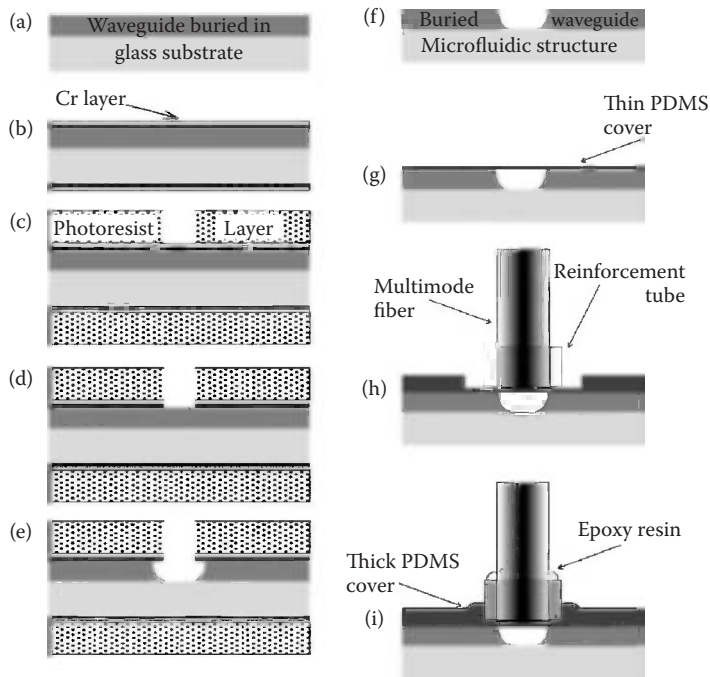 (a)
Waveguide buried in
glass substrate
Cr layer
(b)
(c)
Photoresist Layer
(d)
(e)
(f)
Buried waveguide
Microfluidic structure
Thin PDMS
cover
(g)
Multimode
fiber
Reinforcement
tube
(h)
Epoxy resin
Thick PDMS
cover
(i)